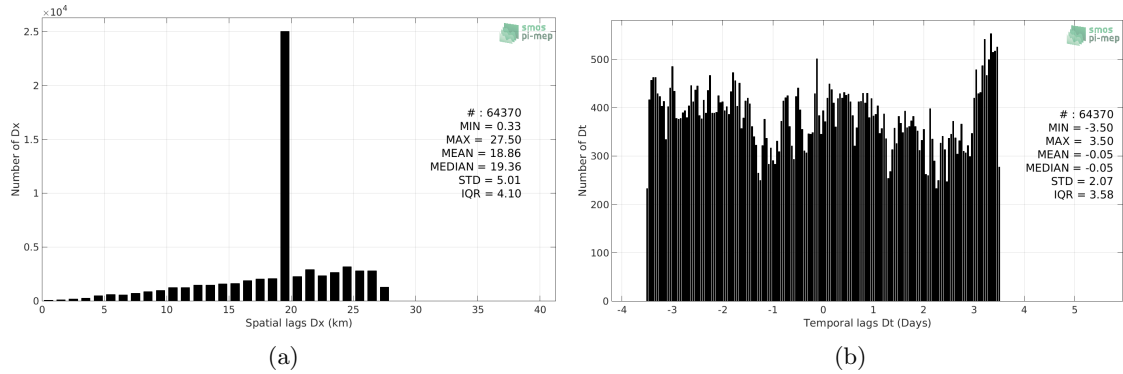 ×10⁴
2.5
2
1.5
1
0.5
0
Number of Dx
0 5 10 15 20 25 30 35 40
Spatial lags Dx (km)
smos
pi-mep
# : 64370
MIN = 0.33
MAX = 27.50
MEAN = 18.86
MEDIAN = 19.36
STD = 5.01
IQR = 4.10
(a)
500
400
300
200
100
0
Number of Dt
-4 -3 -2 -1 0 1 2 3 4 5
Temporal lags Dt (Days)
smos
pi-mep
# : 64370
MIN = -3.50
MAX = 3.50
MEAN = -0.05
MEDIAN = -0.05
STD = 2.07
IQR = 3.58
(b)